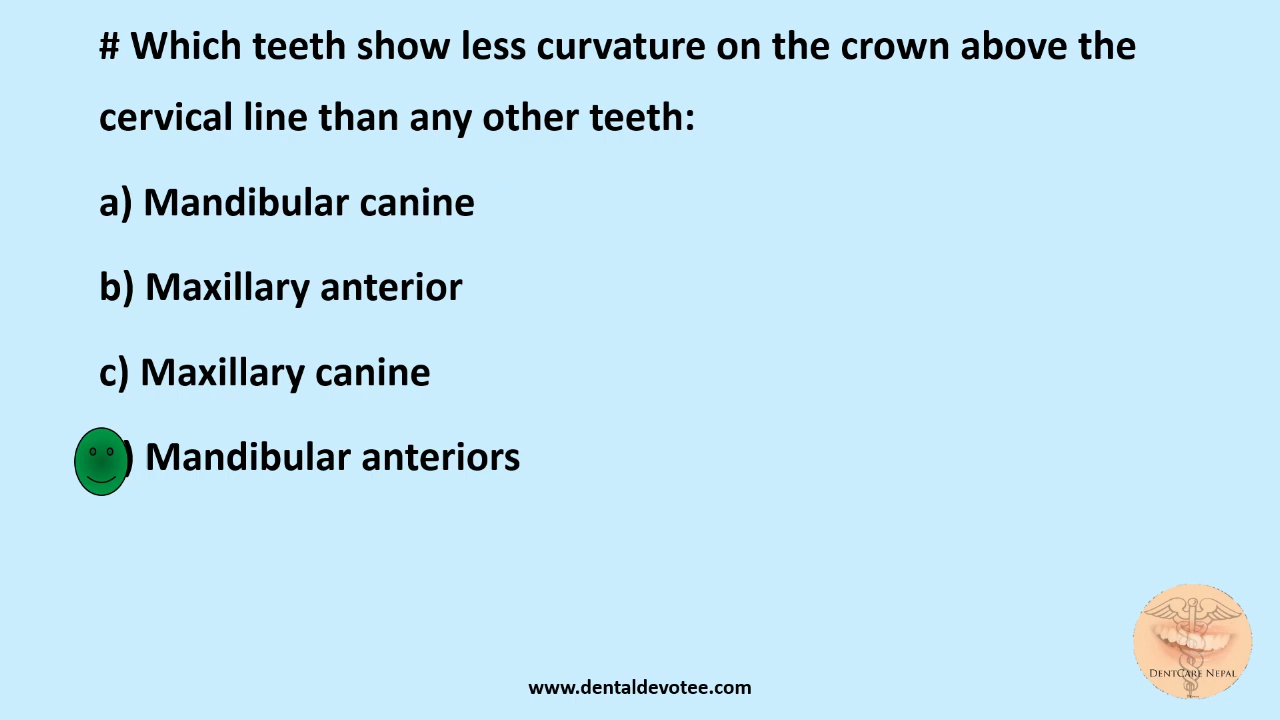 # Which teeth show less curvature on the crown above the
cervical line than any other teeth:
a) Mandibular canine
b) Maxillary anterior
c) Maxillary canine
) Mandibular anteriors
DentCare Nepal
www.dentaldevotee.com